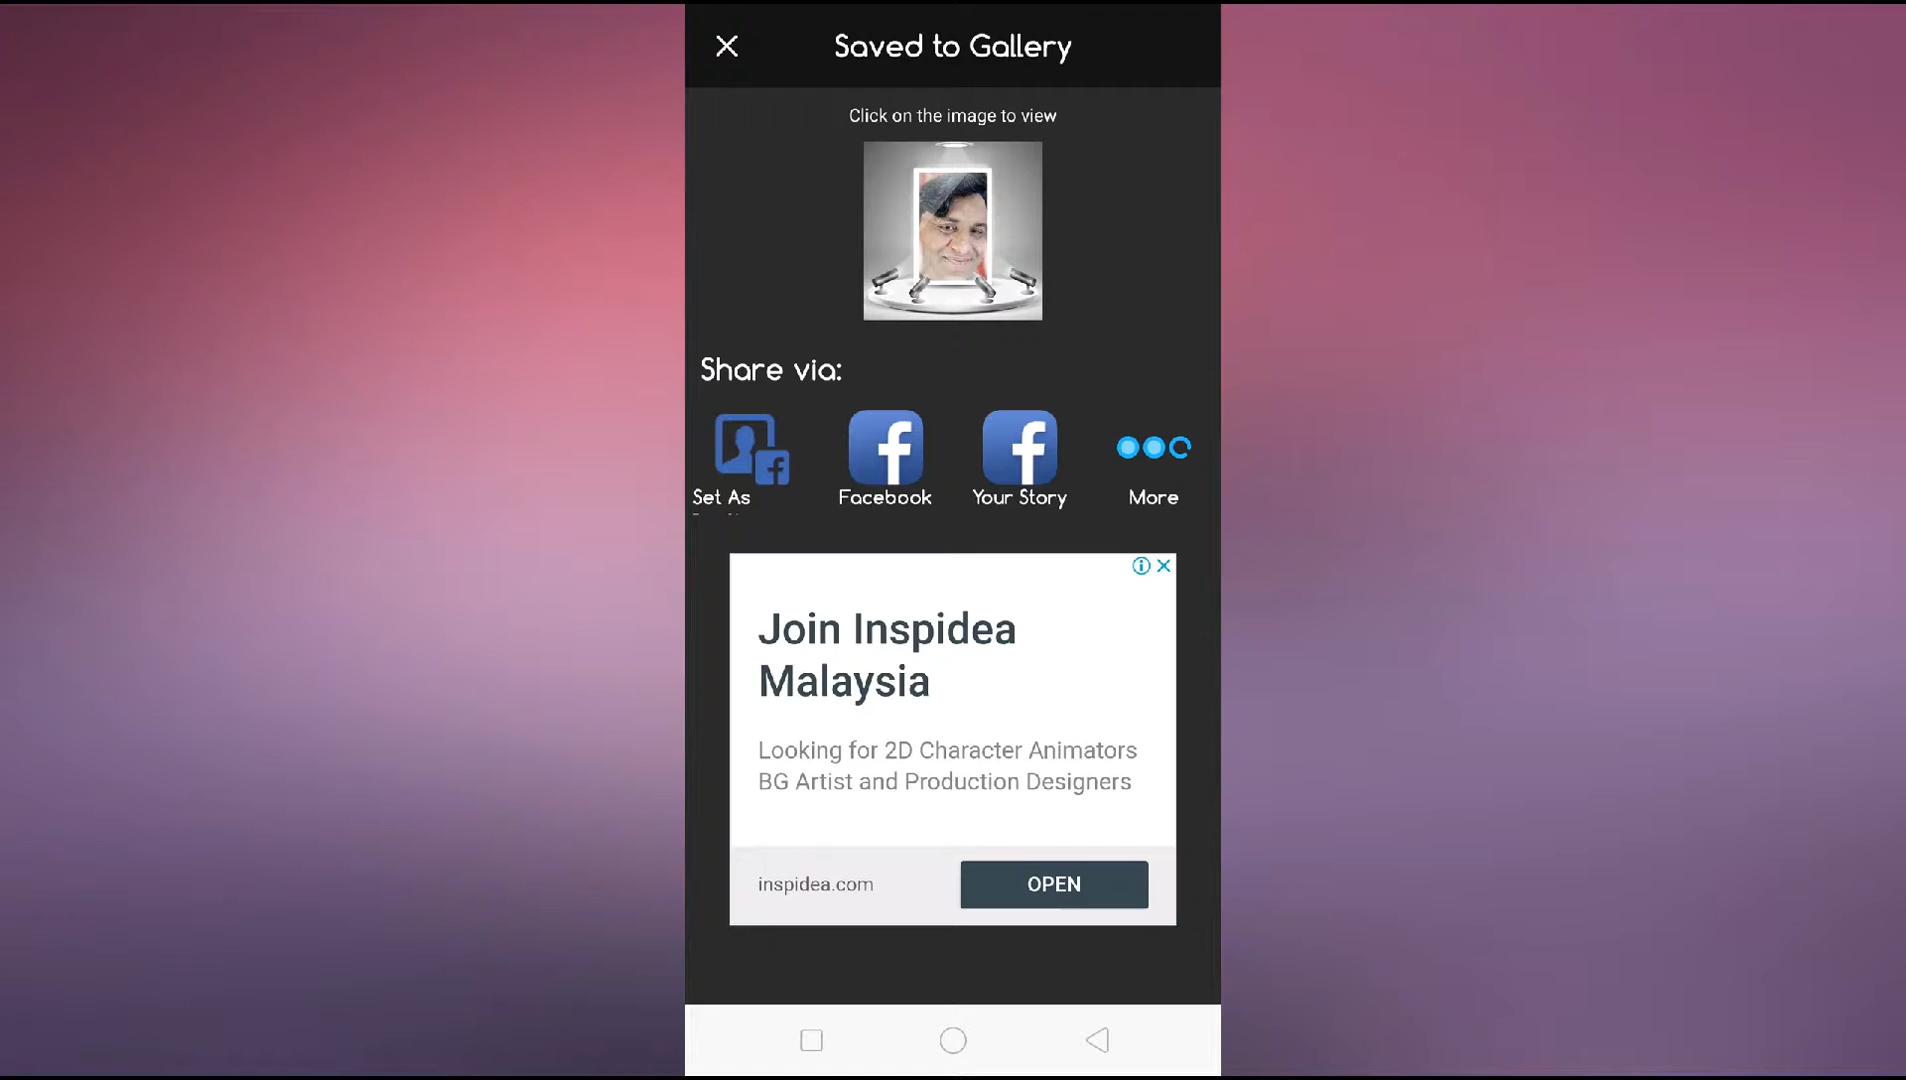 Saved to Gallery
Click on the image to view
Share via:
Set As
Facebook
Your Story
More
Join Inspidea
Malaysia
Looking for 2D Character Animators
BG Artist and Production Designers
inspidea.com
OPEN